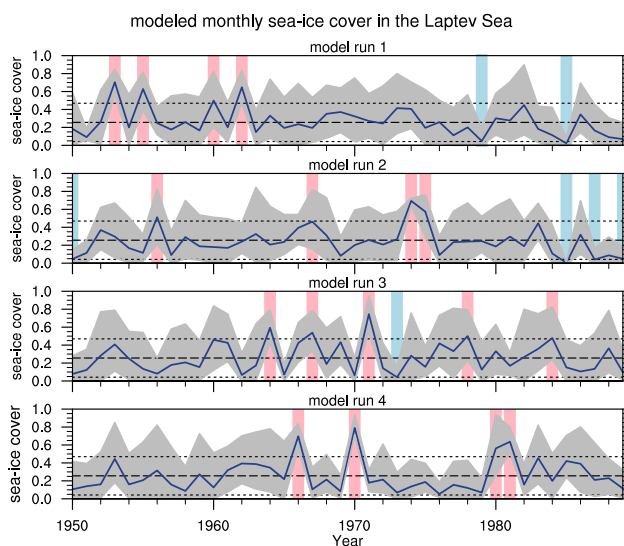 modeled monthly sea-ice cover in the Laptev Sea
model run 1
sea-ice cover
1.0
0.8
0.6
0.4
0.2
0.0
model run 2
sea-ice cover
1.0
0.8
0.6
0.4
0.2
0.0
model run 3
sea-ice cover
1.0
0.8
0.6
0.4
0.2
0.0
model run 4
sea-ice cover
1.0
0.8
0.6
0.4
0.2
0.0
1950 1960 1970 1980
Year